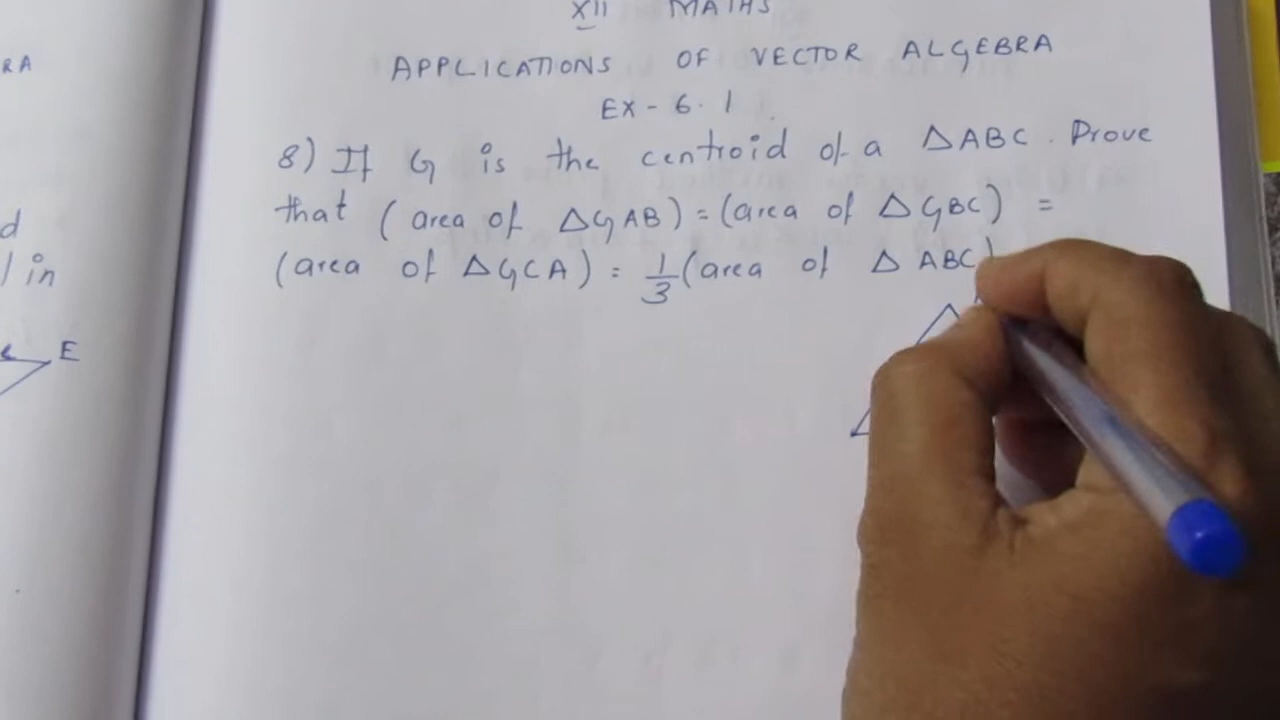 XII MATHS
APPLICATIONS OF VECTOR ALGEBRA
EX - 6.1
8) If G is the centroid of a ΔABC. Prove
that (area of ΔGAB) = (area of ΔGBC) =
(area of ΔGCA) = 1/3 (area of ΔABC)
RA
d
l in
E